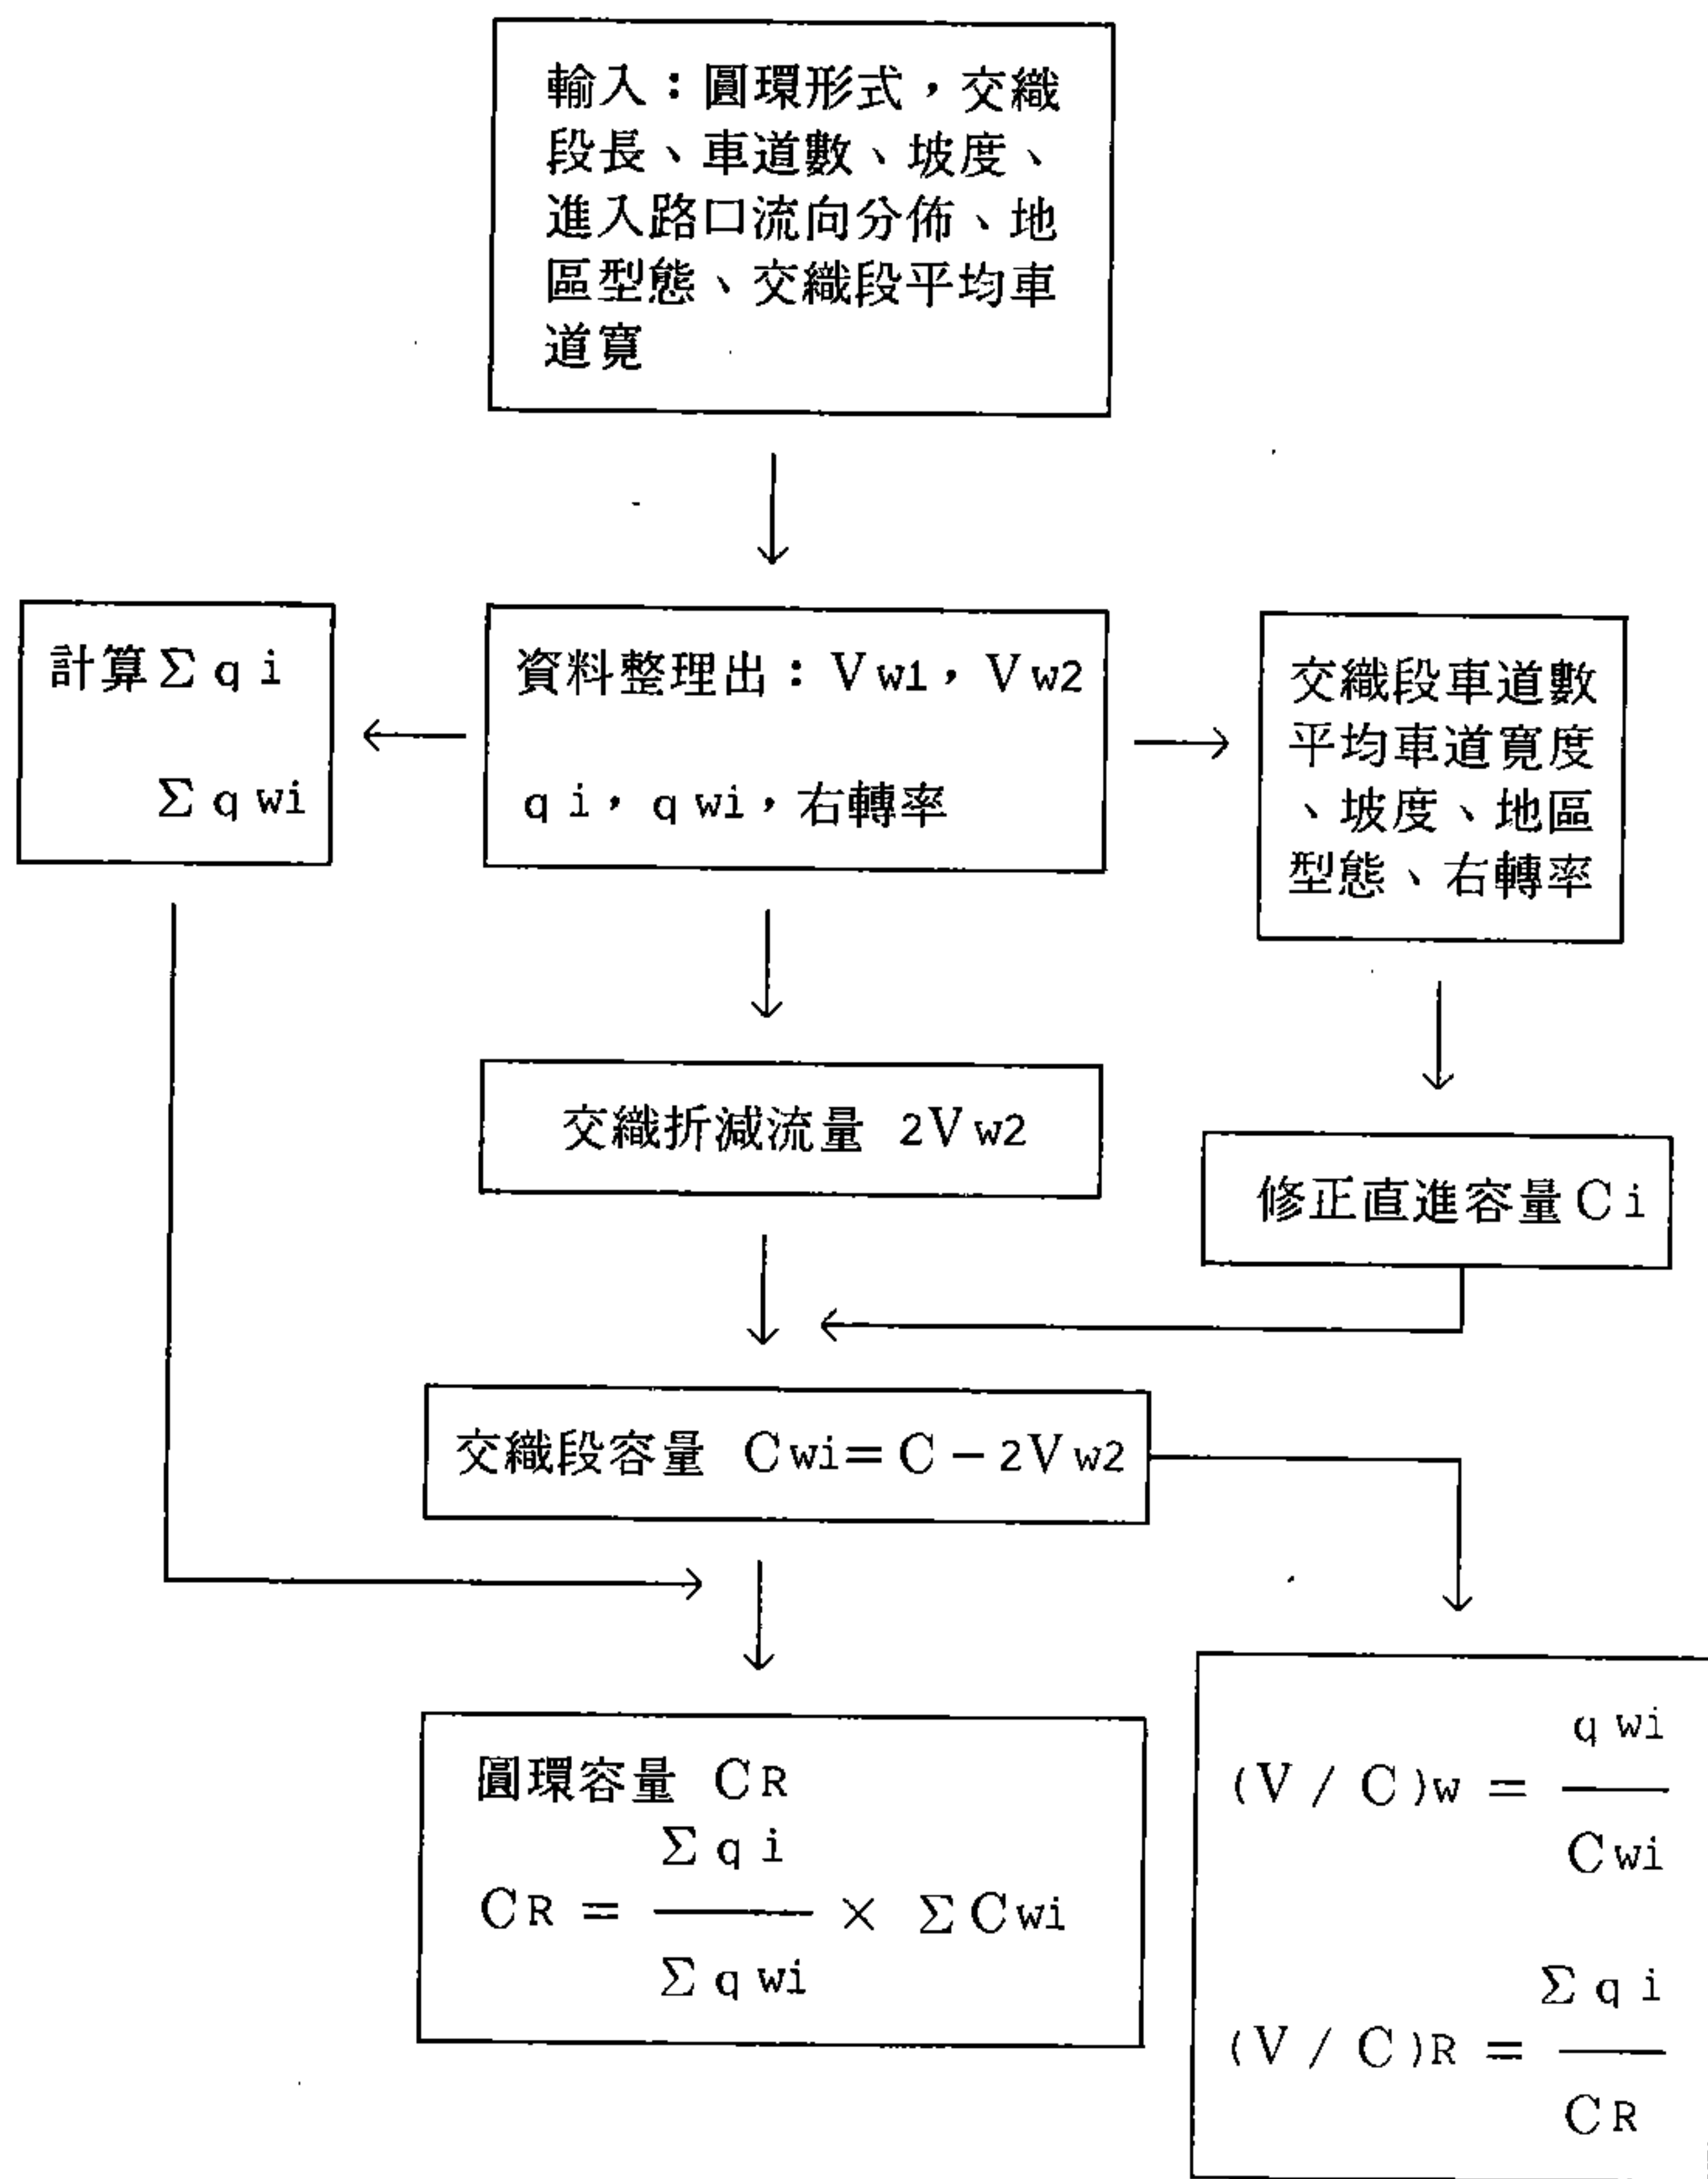 輸入：圓環形式，交織
段長、車道數、坡度、
進入路口流向分佈、地
區型態、交織段平均車
道寬
計算Σqi
Σqwi
資料整理出：Vw1，Vw2
qi，qwi，右轉率
交織段車道數
平均車道寬度
、坡度、地區
型態、右轉率
交織折減流量 2Vw2
修正直進容量Ci
交織段容量 Cwi＝C－2Vw2
圓環容量 CR
Σqi
CR ＝ ── × ΣCwi
Σqwi
qwi
(V/C)w ＝ ──
Cwi
Σqi
(V/C)R ＝ ──
CR